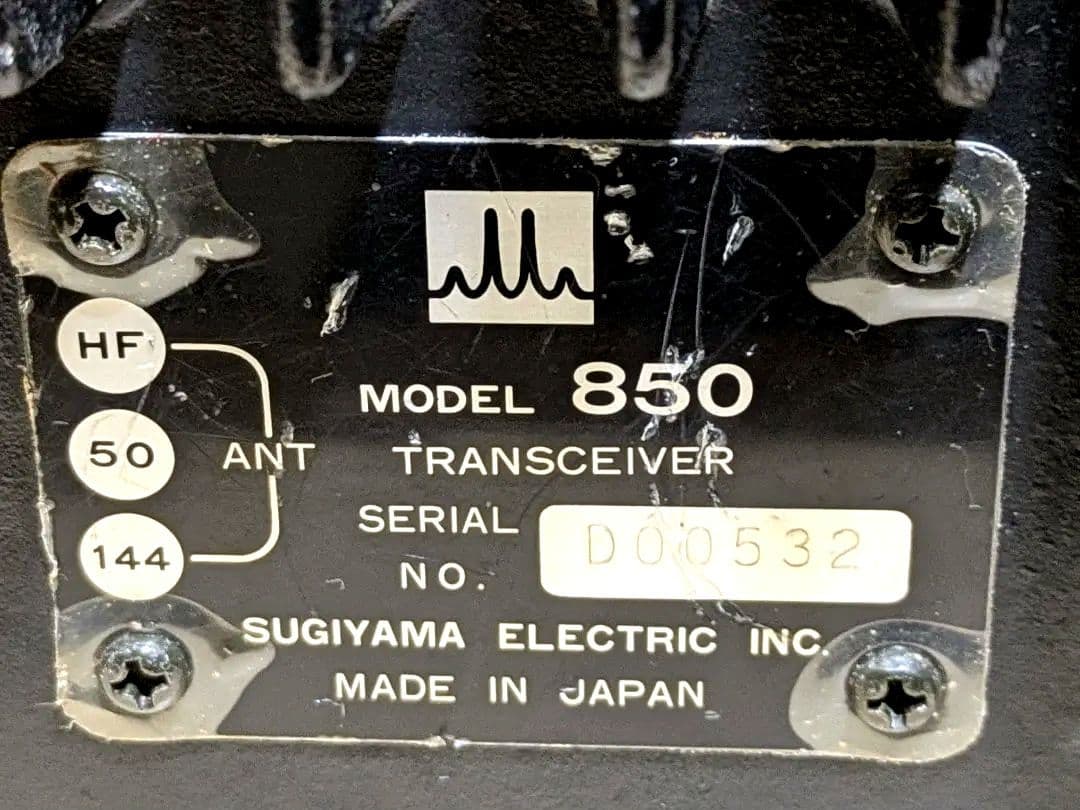 HF
50
144
ANT
MODEL 850
TRANSCEIVER
SERIAL
NO.
D00532
SUGIYAMA ELECTRIC INC.
MADE IN JAPAN